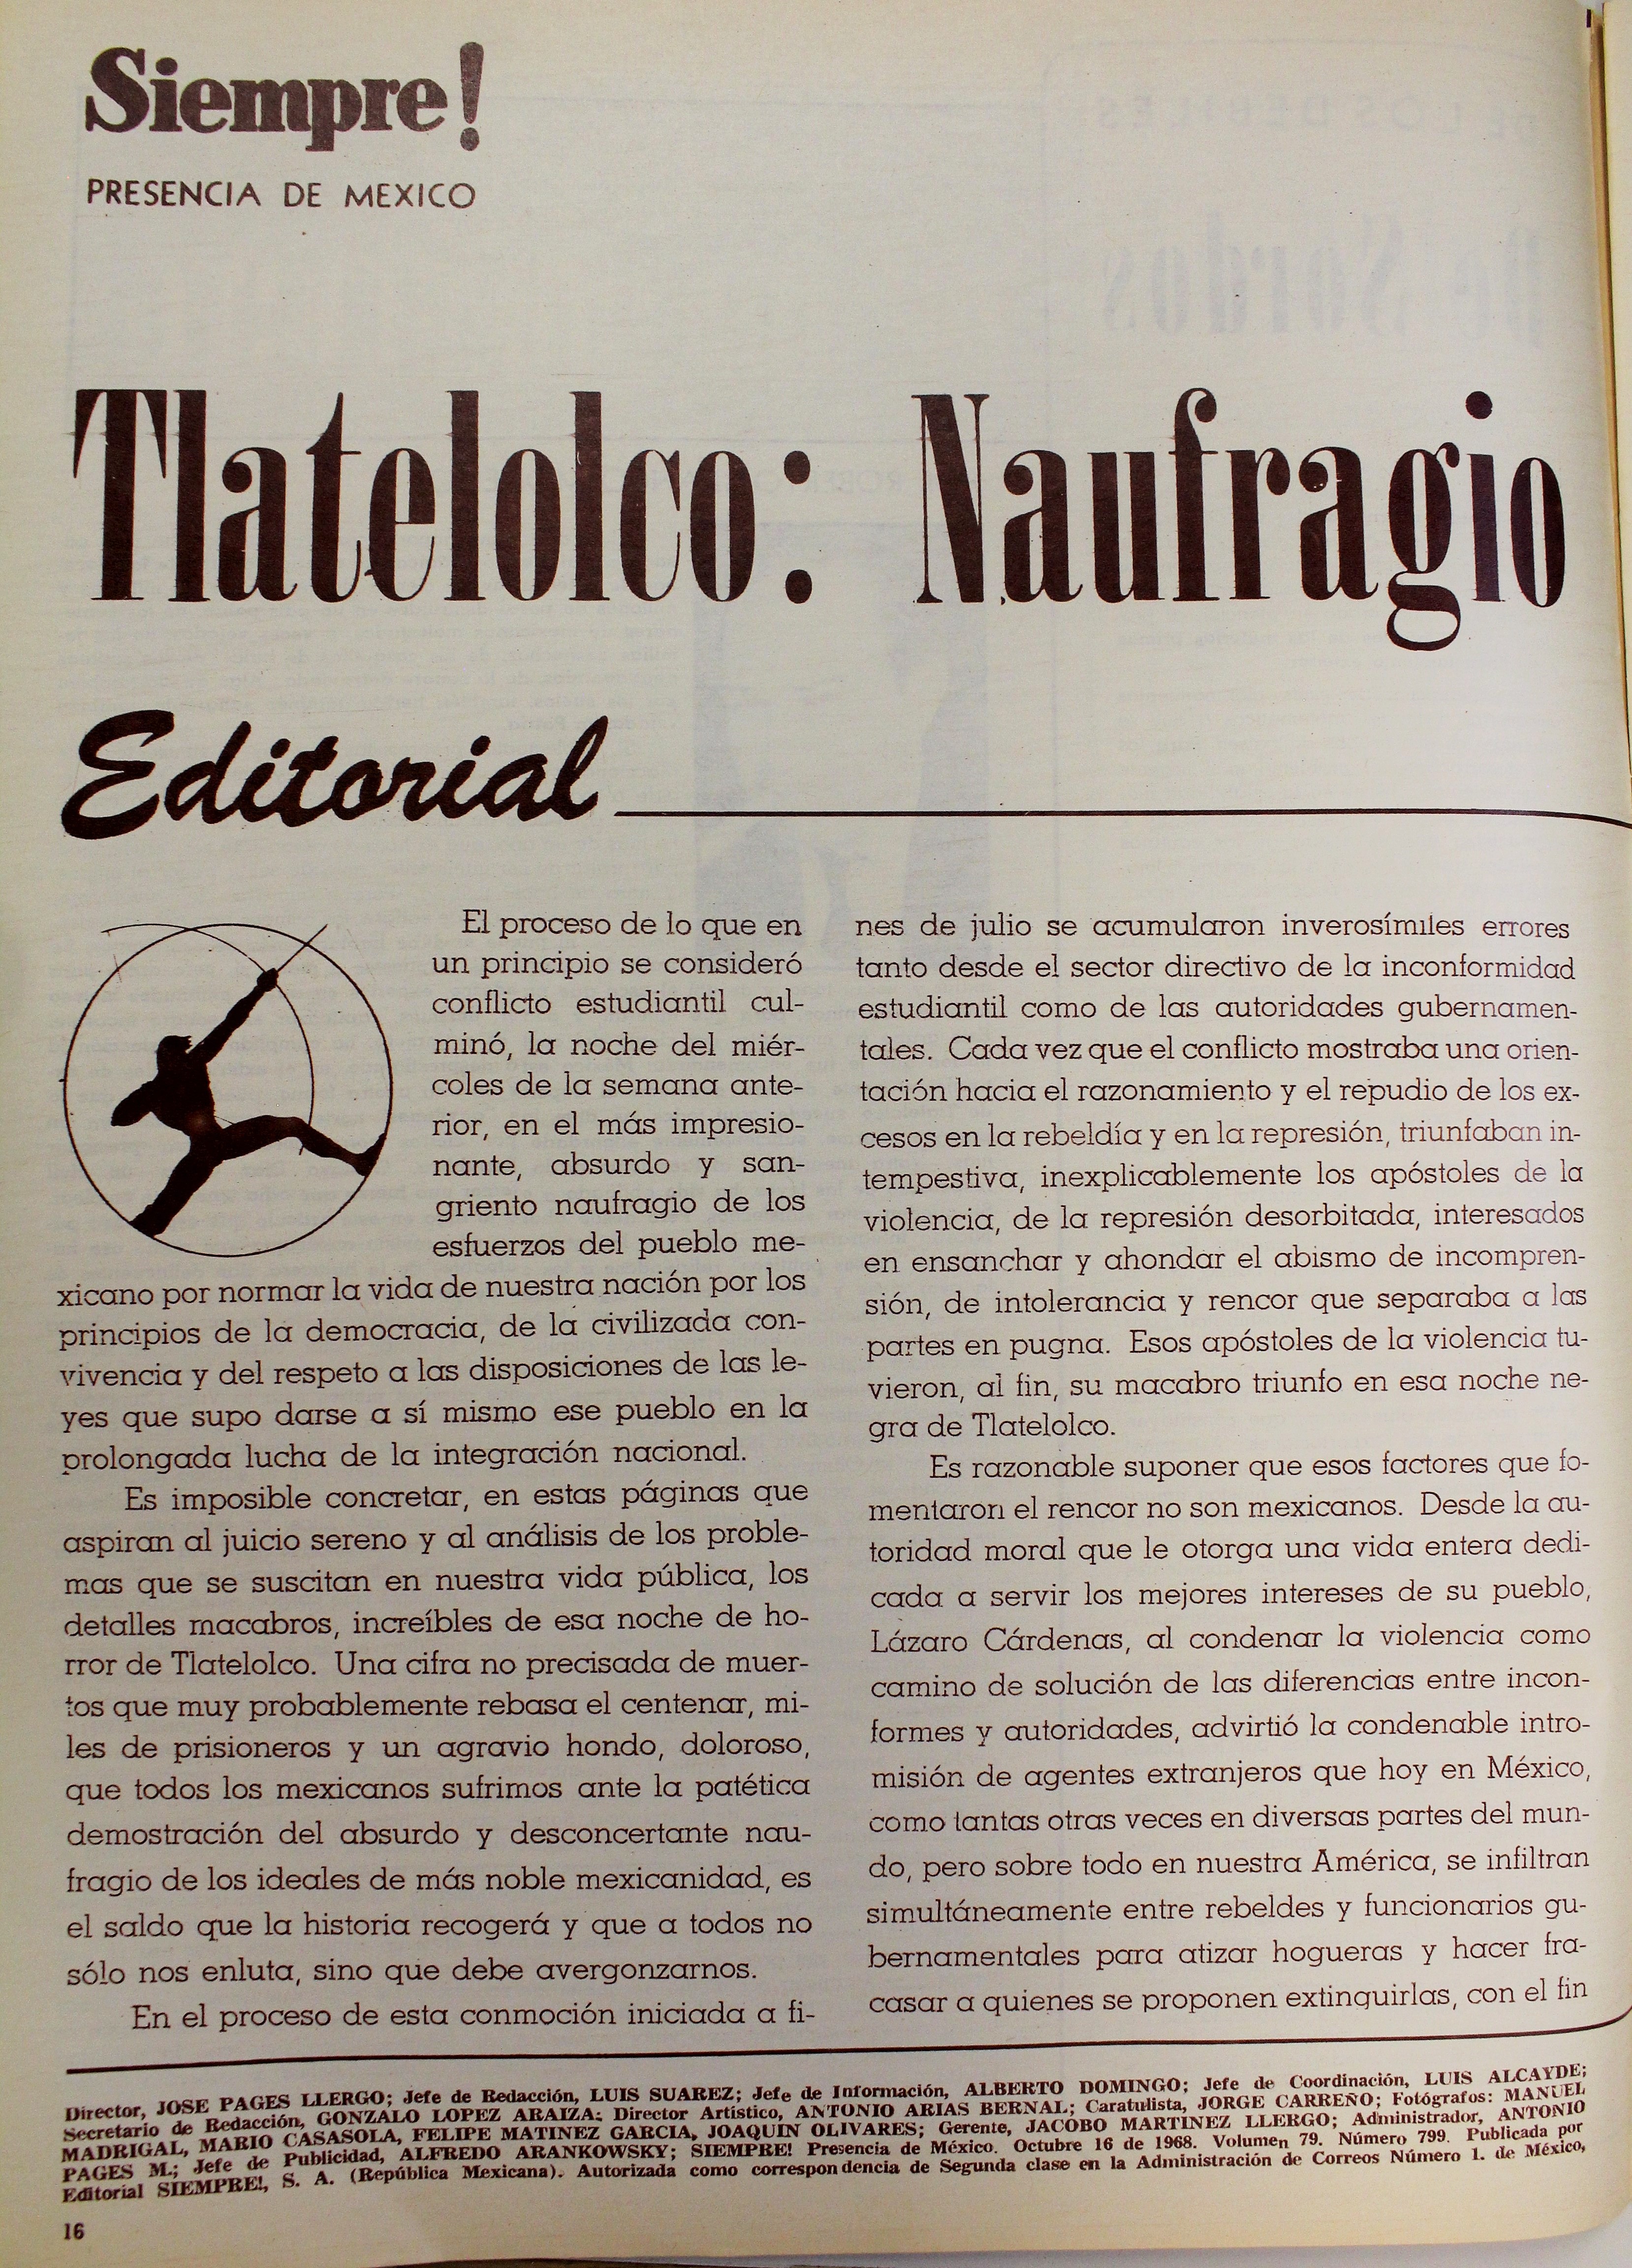 Siempre!
PRESENCIA DE MEXICO
Tlatelolco: Naufragio
Editorial
El proceso de lo que en
un principio se consideró
conflicto estudiantil cul-
minó, la noche del miér-
coles de la semana ante-
rior, en el más impresio-
nante, absurdo y san-
griento naufragio de los
esfuerzos del pueblo me-
xicano por normar la vida de nuestra nación por los
principios de la democracia, de la civilizada con-
vivencia y del respeto a las disposiciones de las le-
yes que supo darse a sí mismo ese pueblo en la
prolongada lucha de la integración nacional.
Es imposible concretar, en estas páginas que
aspiran al juicio sereno y al análisis de los proble-
mas que se suscitan en nuestra vida pública, los
detalles macabros, increíbles de esa noche de ho-
rror de Tlatelolco. Una cifra no precisada de muer-
tos que muy probablemente rebasa el centenar, mi-
les de prisioneros y un agravio hondo, doloroso,
que todos los mexicanos sufrimos ante la patética
demostración del absurdo y desconcertante nau-
fragio de los ideales de más noble mexicanidad, es
el saldo que la historia recogerá y que a todos no
sólo nos enluta, sino que debe avergonzarnos.
En el proceso de esta conmoción iniciada a fi-
nes de julio se acumularon inverosímiles errores
tanto desde el sector directivo de la inconformidad
estudiantil como de las autoridades gubernamen-
tales. Cada vez que el conflicto mostraba una orien-
tación hacia el razonamiento y el repudio de los ex-
cesos en la rebeldía y en la represión, triunfaban in-
tempestiva, inexplicablemente los apóstoles de la
violencia, de la represión desorbitada, interesados
en ensanchar y ahondar el abismo de incompren-
sión, de intolerancia y rencor que separaba a las
partes en pugna. Esos apóstoles de la violencia tu-
vieron, al fin, su macabro triunfo en esa noche ne-
gra de Tlatelolco.
Es razonable suponer que esos factores que fo-
mentaron el rencor no son mexicanos. Desde la au-
toridad moral que le otorga una vida entera dedi-
cada a servir los mejores intereses de su pueblo,
Lázaro Cárdenas, al condenar la violencia como
camino de solución de las diferencias entre incon-
formes y autoridades, advirtió la condenable intro-
misión de agentes extranjeros que hoy en México,
como tantas otras veces en diversas partes del mun-
do, pero sobre todo en nuestra América, se infiltran
simultáneamente entre rebeldes y funcionarios gu-
bernamentales para atizar hogueras y hacer fra-
casar a quienes se proponen extinguirlas, con el fin
Director, JOSE PAGES LLERGO; Jefe de Redacción, LUIS SUAREZ; Jefe de Información, ALBERTO DOMINGO; Jefe de Coordinación, LUIS ALCAYDE;
Secretario de Redacción, GONZALO LOPEZ ARAIZA; Director Artístico, ANTONIO ARIAS BERNAL; Caratulista, JORGE CARREÑO; Fotógrafos: MANUEL
MADRIGAL, MARIO CASASOLA, FELIPE MATINEZ GARCIA, JOAQUIN OLIVARES; Gerente, JACOBO MARTINEZ LLERGO; Administrador, ANTONIO
PAGES M.; Jefe de Publicidad, ALFREDO ARANKOWSKY; SIEMPRE! Presencia de México. Octubre 16 de 1968. Volumen 79. Número 799. Publicada por
Editorial SIEMPRE!, S. A. (República Mexicana). Autorizada como correspondencia de Segunda clase en la Administración de Correos Número 1. de México,
16